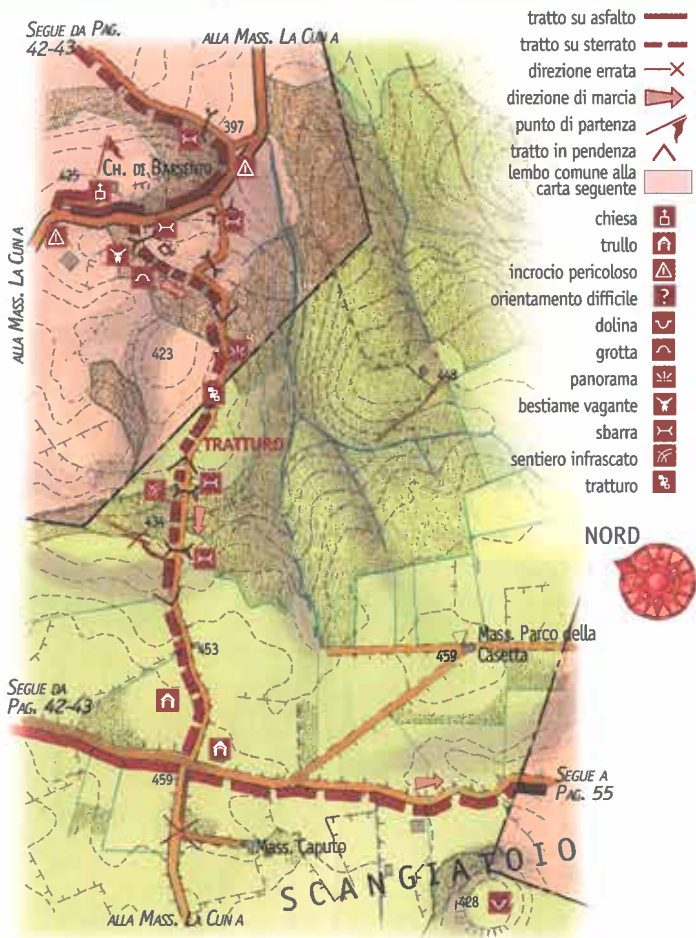 SEGUE DA PAG.
42-43
ALLA MASS. LA CUNA
397
CH. DI BARSENTO
425
ALLA MASS. LA CUNA
423
448
TRATTURO
434
453
Mass. Parco della
Casetta
459
SEGUE DA
PAG. 42-43
459
SEGUE A
PAG. 55
Mass. Caputo
SCANGIATOIO
428
ALLA MASS. LA CUNA
tratto su asfalto
tratto su sterrato
direzione errata
direzione di marcia
punto di partenza
tratto in pendenza
lembo comune alla
carta seguente
chiesa
trullo
incrocio pericoloso
orientamento difficile
?
dolina
grotta
panorama
bestiame vagante
sbarra
sentiero infrascato
tratturo
NORD